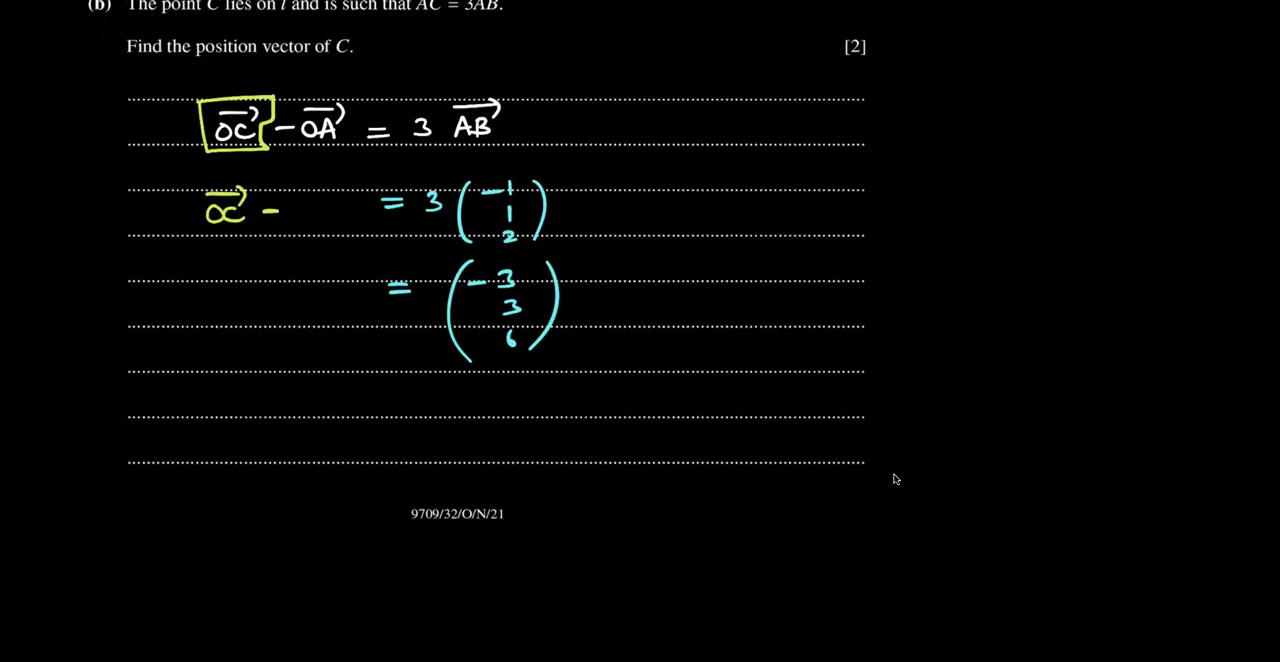 (b) The point C lies on l and is such that AC = 3AB.
Find the position vector of C. [2]
OC⃗ - OA⃗ = 3 AB⃗
OC⃗ - = 3 (-1
1
2)
= (-3
3
6)
9709/32/O/N/21